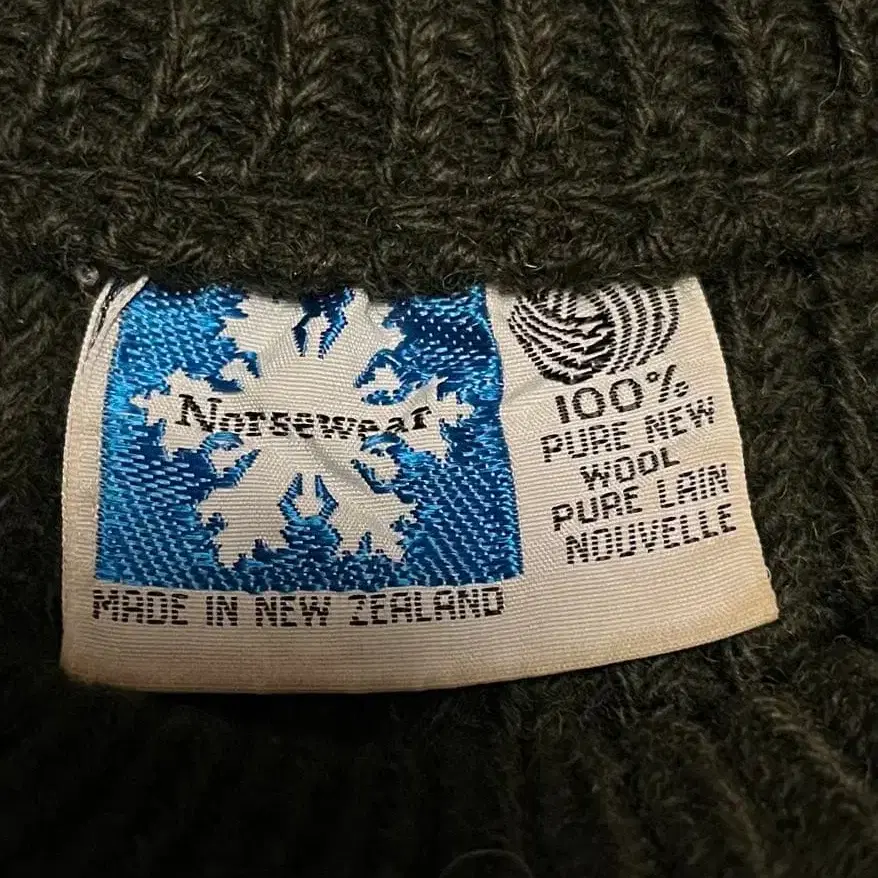 Norsewear
MADE IN NEW ZEALAND
100%
PURE NEW
WOOL
PURE LAIN
NOUVELLE